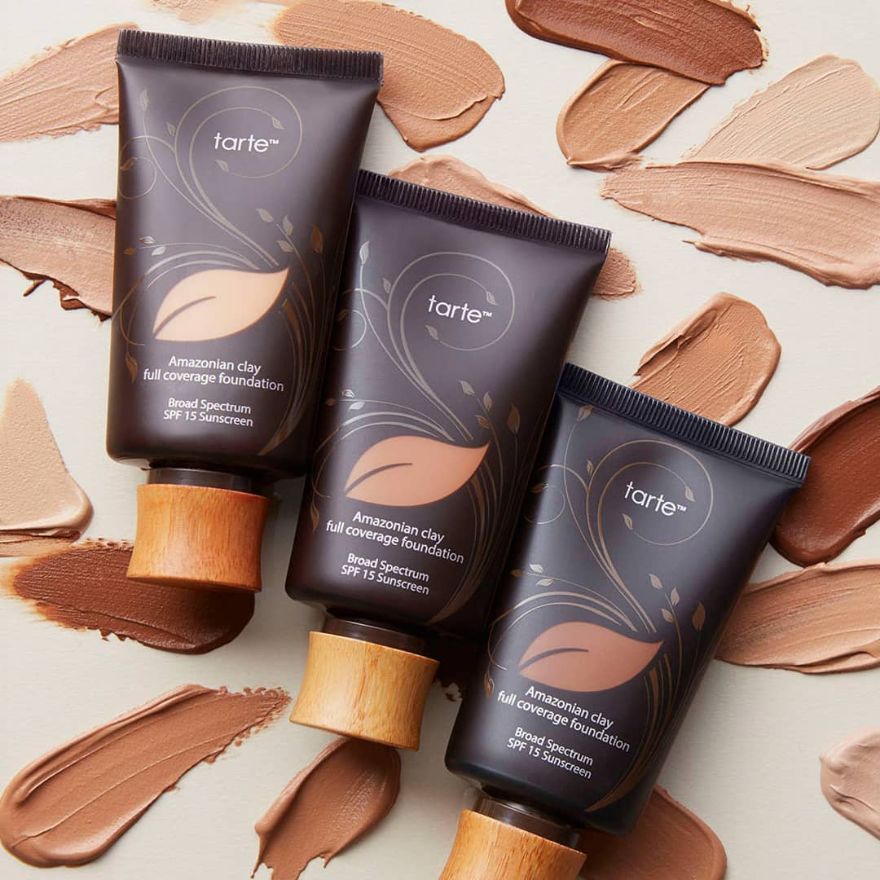 tarte™
Amazonian clay
full coverage foundation
Broad Spectrum
SPF 15 Sunscreen
tarte™
Amazonian clay
full coverage foundation
Broad Spectrum
SPF 15 Sunscreen
tarte™
Amazonian clay
full coverage foundation
Broad Spectrum
SPF 15 Sunscreen